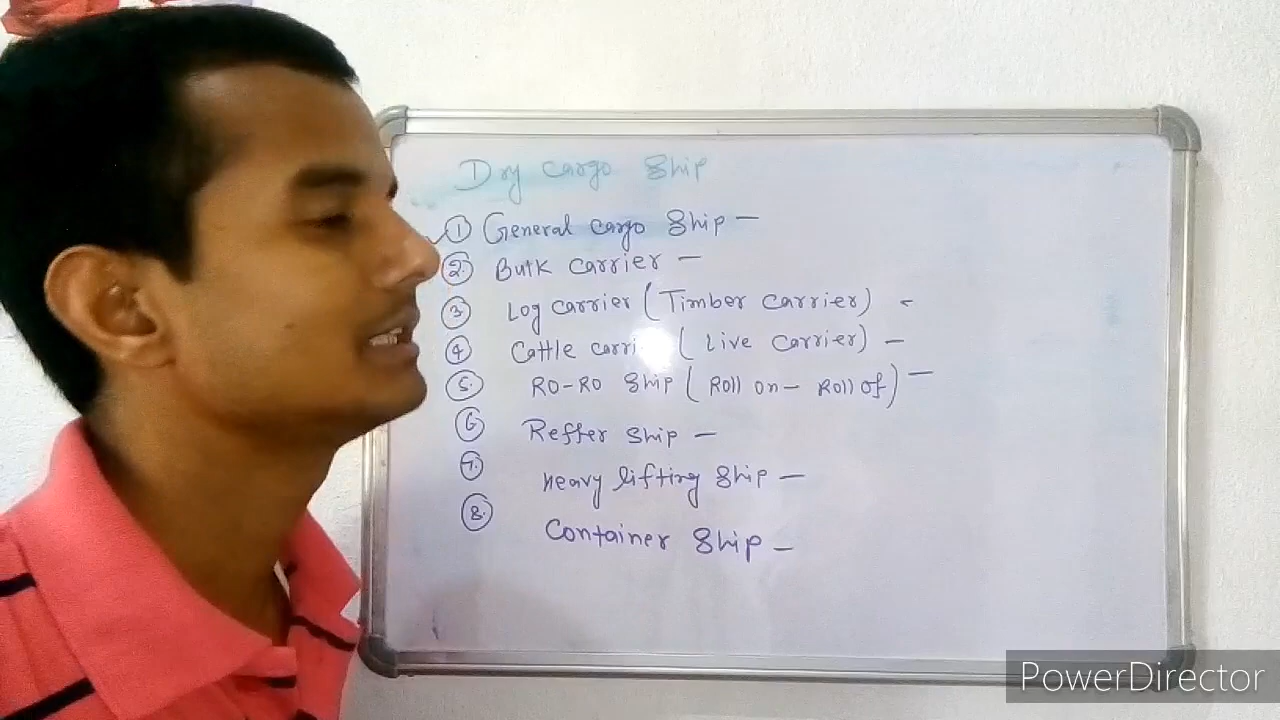 Dry cargo Ship
① General cargo Ship —
② Bulk carrier —
③ Log carrier (Timber carrier) -
④ Cattle carri (Live carrier) —
⑤ RO-RO Ship (Roll on - Roll of) —
⑥ Reffer Ship —
⑦ Heavy lifting Ship —
⑧ Container Ship —
PowerDirector